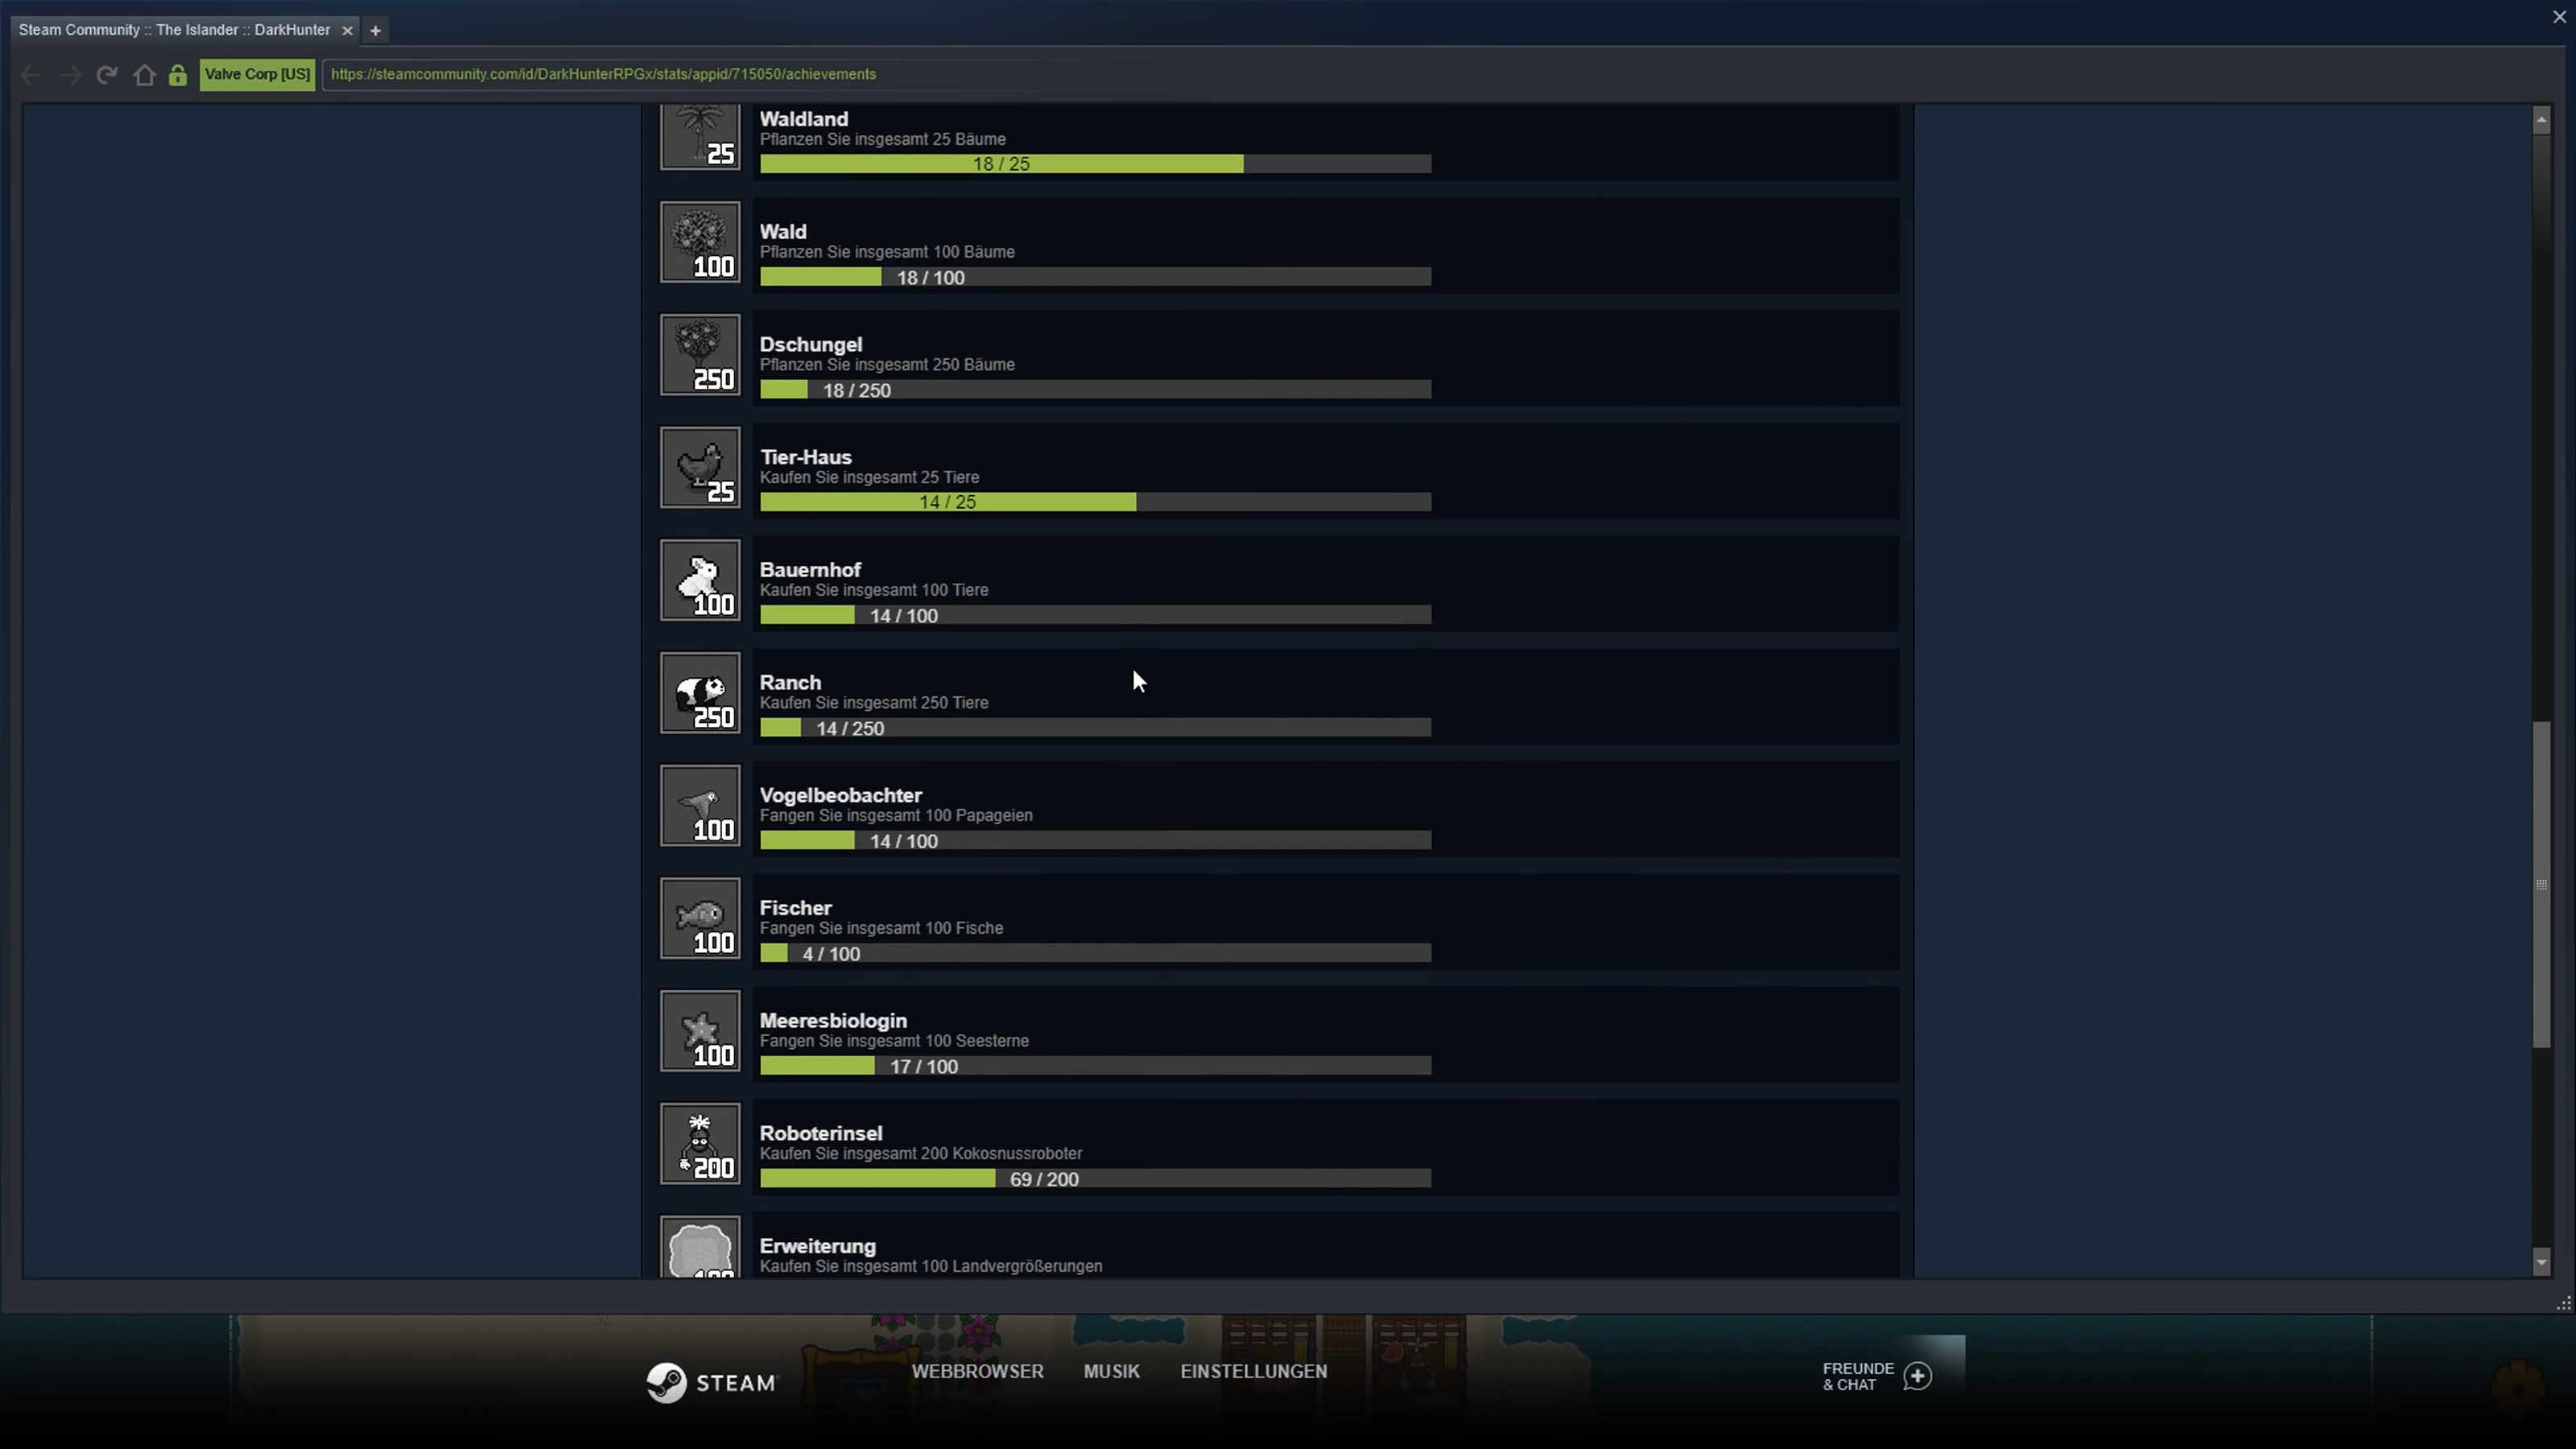 Steam Community :: The Islander :: DarkHunter
Valve Corp [US]
https://steamcommunity.com/id/DarkHunterRPGx/stats/appid/715050/achievements
25
Waldland
Pflanzen Sie insgesamt 25 Bäume
18 / 25
100
Wald
Pflanzen Sie insgesamt 100 Bäume
18 / 100
250
Dschungel
Pflanzen Sie insgesamt 250 Bäume
18 / 250
25
Tier-Haus
Kaufen Sie insgesamt 25 Tiere
14 / 25
100
Bauernhof
Kaufen Sie insgesamt 100 Tiere
14 / 100
250
Ranch
Kaufen Sie insgesamt 250 Tiere
14 / 250
100
Vogelbeobachter
Fangen Sie insgesamt 100 Papageien
14 / 100
100
Fischer
Fangen Sie insgesamt 100 Fische
4 / 100
100
Meeresbiologin
Fangen Sie insgesamt 100 Seesterne
17 / 100
200
Roboterinsel
Kaufen Sie insgesamt 200 Kokosnussroboter
69 / 200
Erweiterung
Kaufen Sie insgesamt 100 Landvergrößerungen
STEAM
WEBBROWSER
MUSIK
EINSTELLUNGEN
FREUNDE
& CHAT